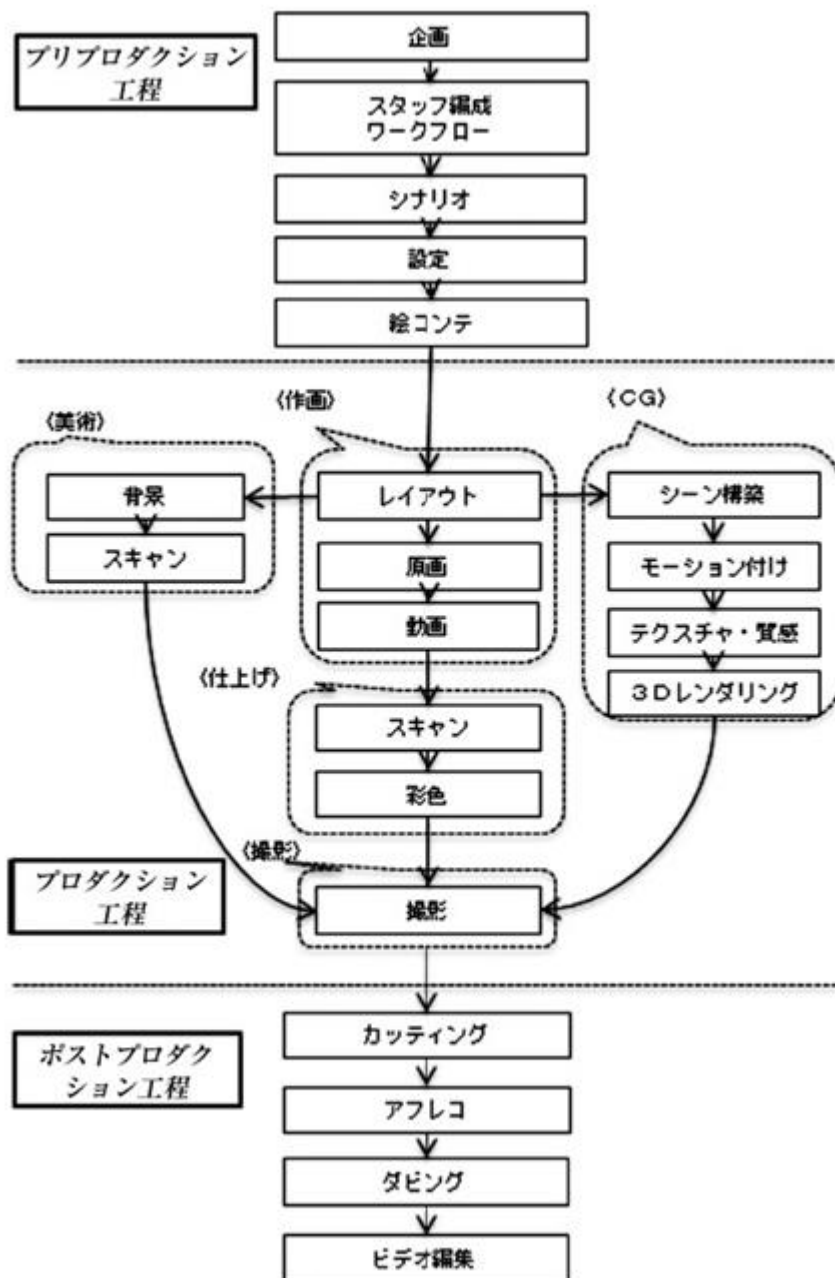 プリプロダクション
工程
企画
スタッフ編成
ワークフロー
シナリオ
設定
絵コンテ
〈美術〉
〈作画〉
〈CG〉
背景
レイアウト
シーン構築
スキャン
原画
モーション付け
動画
テクスチャ・質感
〈仕上げ〉
3Dレンダリング
スキャン
彩色
〈撮影〉
プロダクション
工程
撮影
ポストプロダク
ション工程
カッティング
アフレコ
ダビング
ビデオ編集